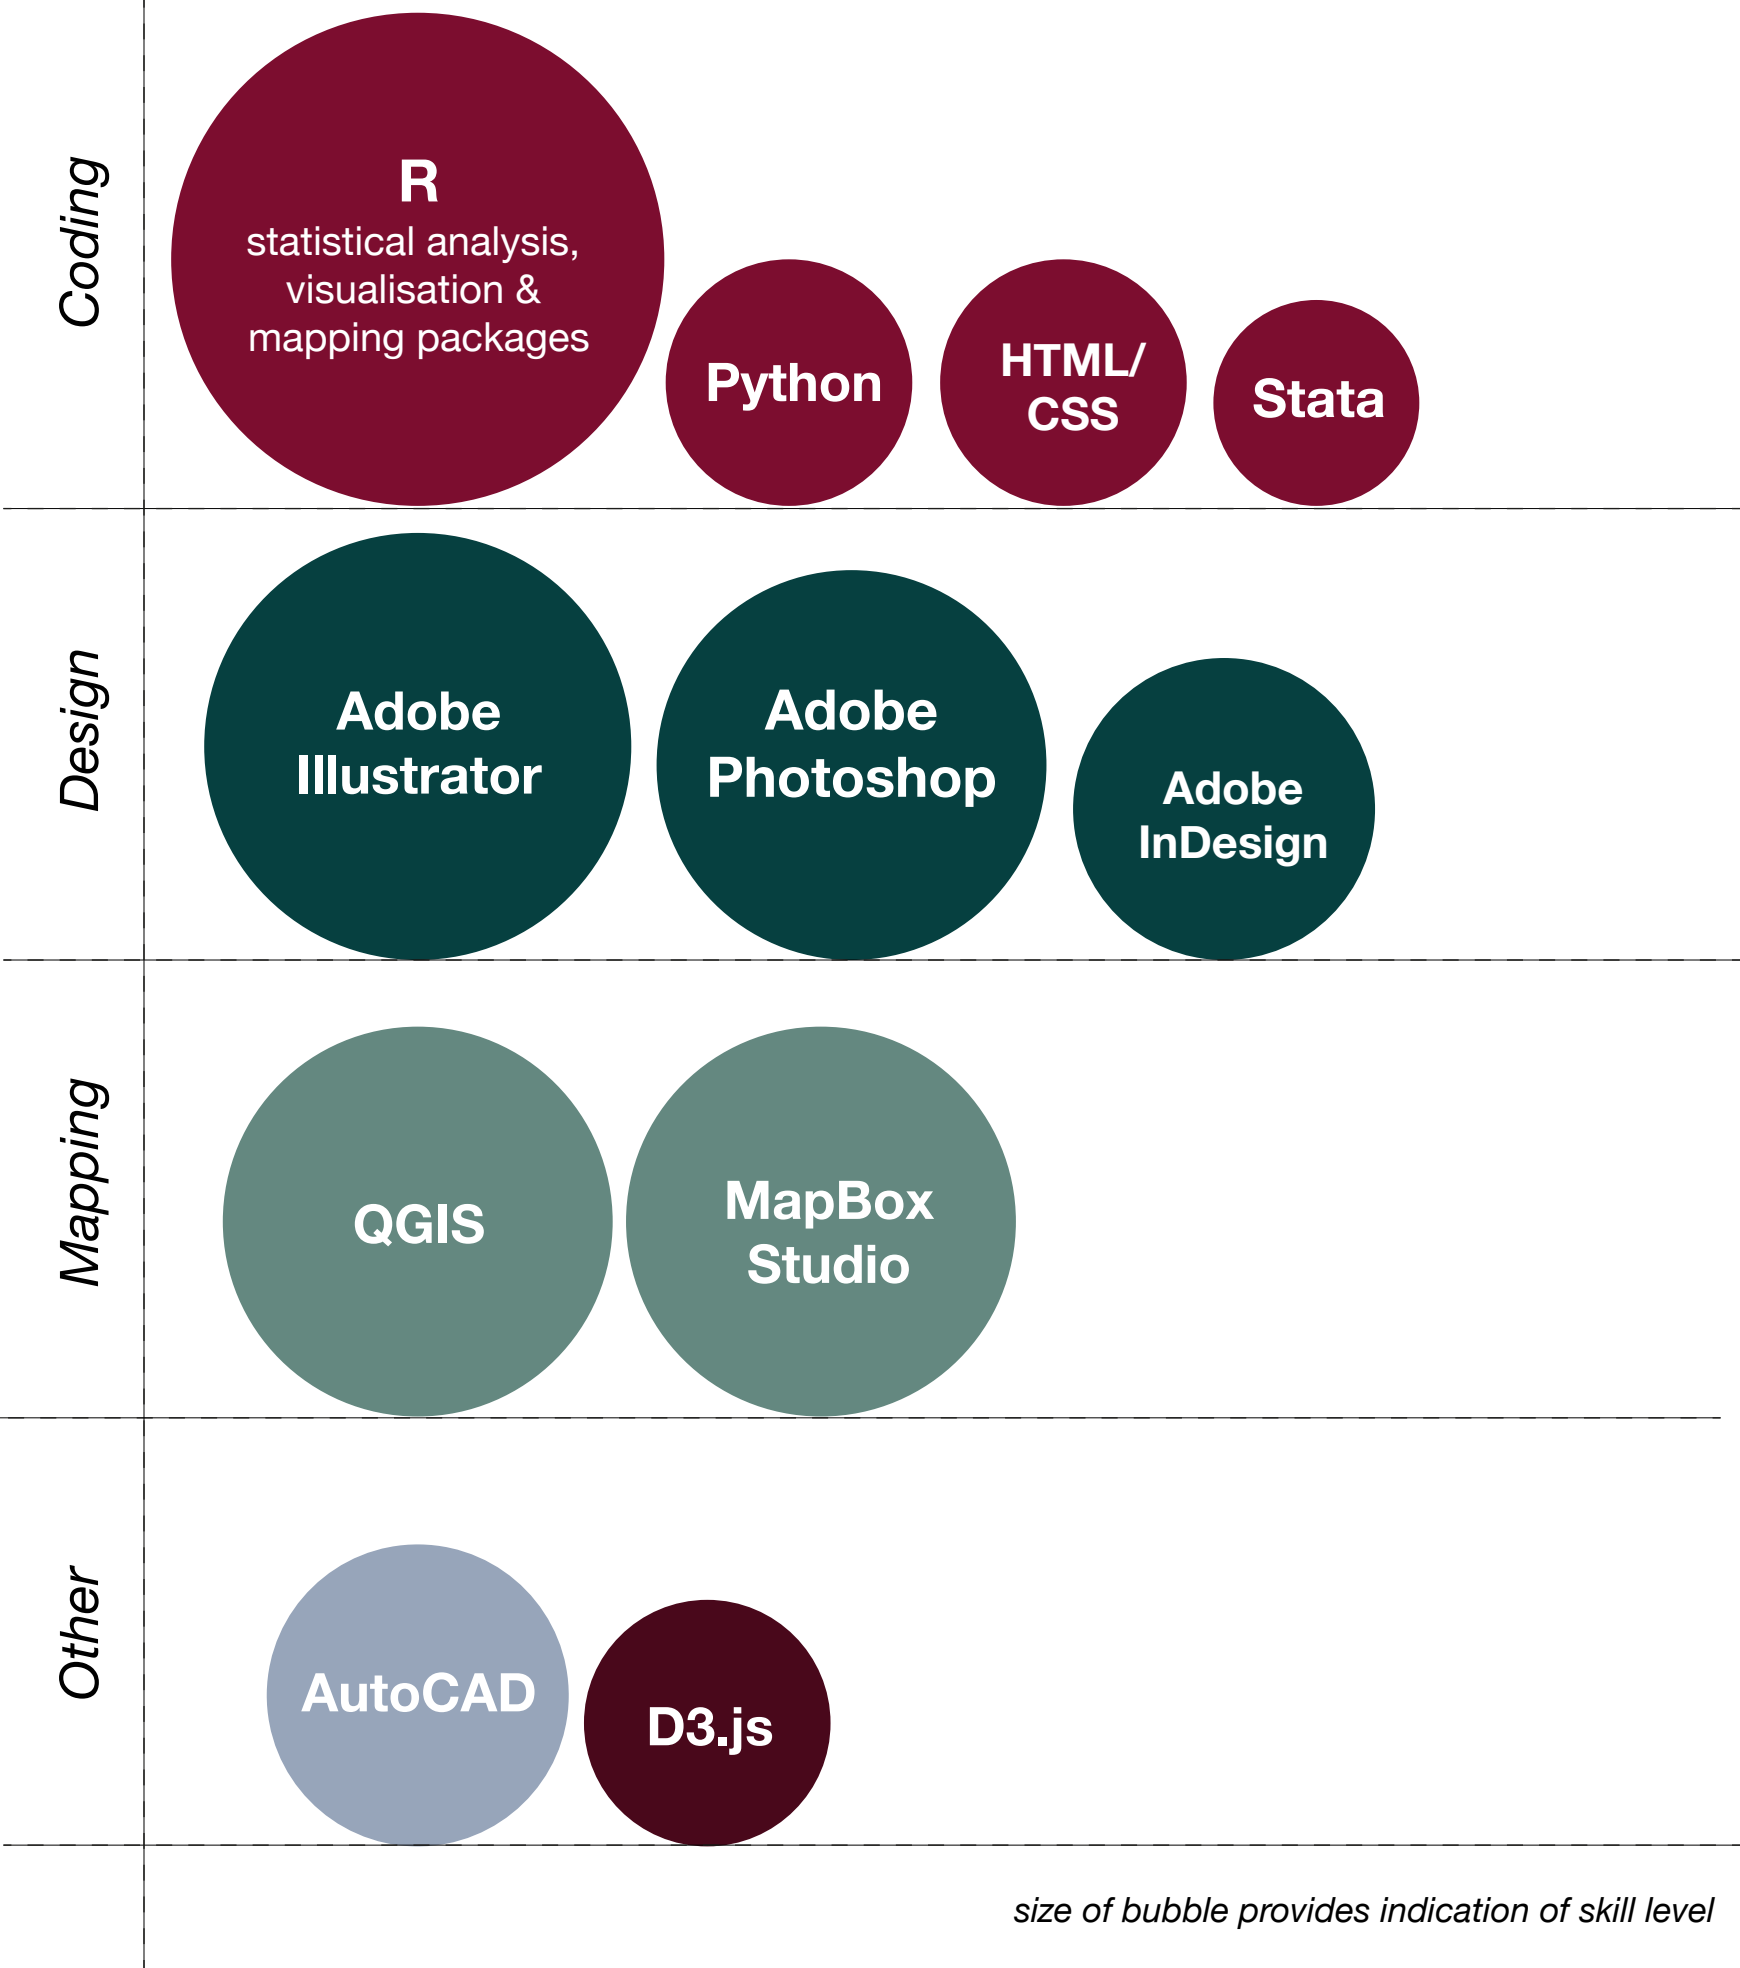 Coding
R
statistical analysis,
visualisation &
mapping packages
Python
HTML/
CSS
Stata
Design
Adobe
Illustrator
Adobe
Photoshop
Adobe
InDesign
Mapping
QGIS
MapBox
Studio
Other
AutoCAD
D3.js
size of bubble provides indication of skill level